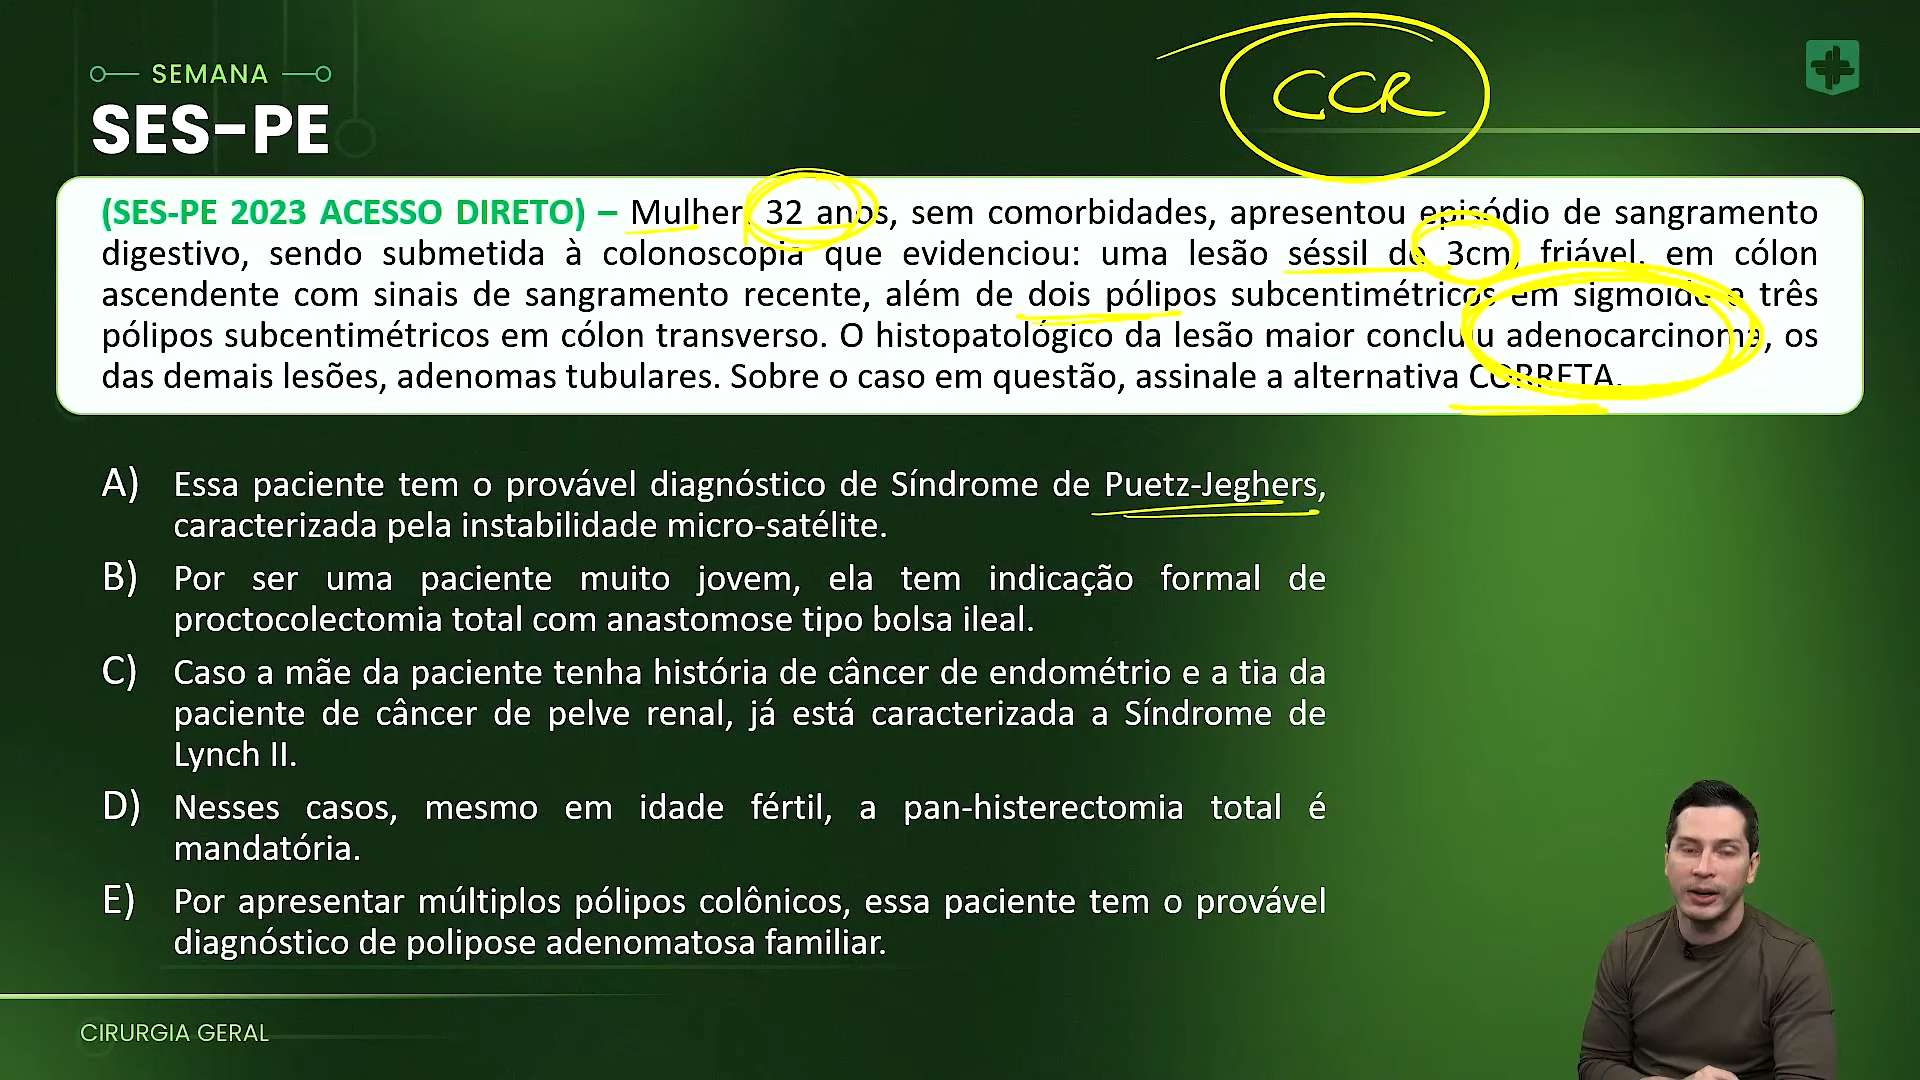 SEMANA
SES-PE
CCR
(SES-PE 2023 ACESSO DIRETO) – Mulher, 32 anos, sem comorbidades, apresentou episódio de sangramento
digestivo, sendo submetida à colonoscopia que evidenciou: uma lesão séssil de 3cm, friável, em cólon
ascendente com sinais de sangramento recente, além de dois pólipos subcentimétricos em sigmoide e três
pólipos subcentimétricos em cólon transverso. O histopatológico da lesão maior concluiu adenocarcinoma, os
das demais lesões, adenomas tubulares. Sobre o caso em questão, assinale a alternativa CORRETA.
A) Essa paciente tem o provável diagnóstico de Síndrome de Puetz-Jeghers,
caracterizada pela instabilidade micro-satélite.
B) Por ser uma paciente muito jovem, ela tem indicação formal de
proctocolectomia total com anastomose tipo bolsa ileal.
C) Caso a mãe da paciente tenha história de câncer de endométrio e a tia da
paciente de câncer de pelve renal, já está caracterizada a Síndrome de
Lynch II.
D) Nesses casos, mesmo em idade fértil, a pan-histerectomia total é
mandatória.
E) Por apresentar múltiplos pólipos colônicos, essa paciente tem o provável
diagnóstico de polipose adenomatosa familiar.
CIRURGIA GERAL